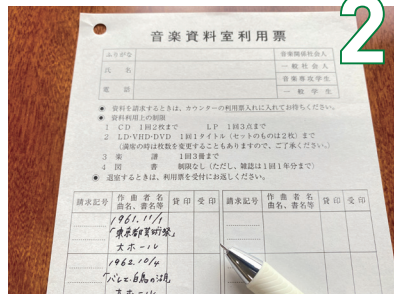 2
音楽資料室利用票
ふりがな
氏名
電話
音楽関係社会人
一般社会人
音楽専攻学生
一般学生
◉ 資料を請求するときは、カウンターの利用票入れに入れてお待ちください。
◉ 資料利用上の制限
1 CD 1回2枚まで LP 1回3点まで
2 LD・VHD・DVD 1回1タイトル(セットのものは2枚)まで
(満席の時は枚数を変更することもありますので、ご了承ください。)
3 楽譜 1回3冊まで
4 図書 制限なし(ただし、雑誌は1回1年分まで)
◉ 退室するときは、利用票を受付にお返しください。
請求記号 作曲者名 曲名、書名等 貸印 受印 請求記号 作曲者名 曲名、書名等 貸印 受印
1961.11/1
「東京都芸術祭」
大ホール
1962.10/4
「バレエ・白鳥の湖」
大ホール